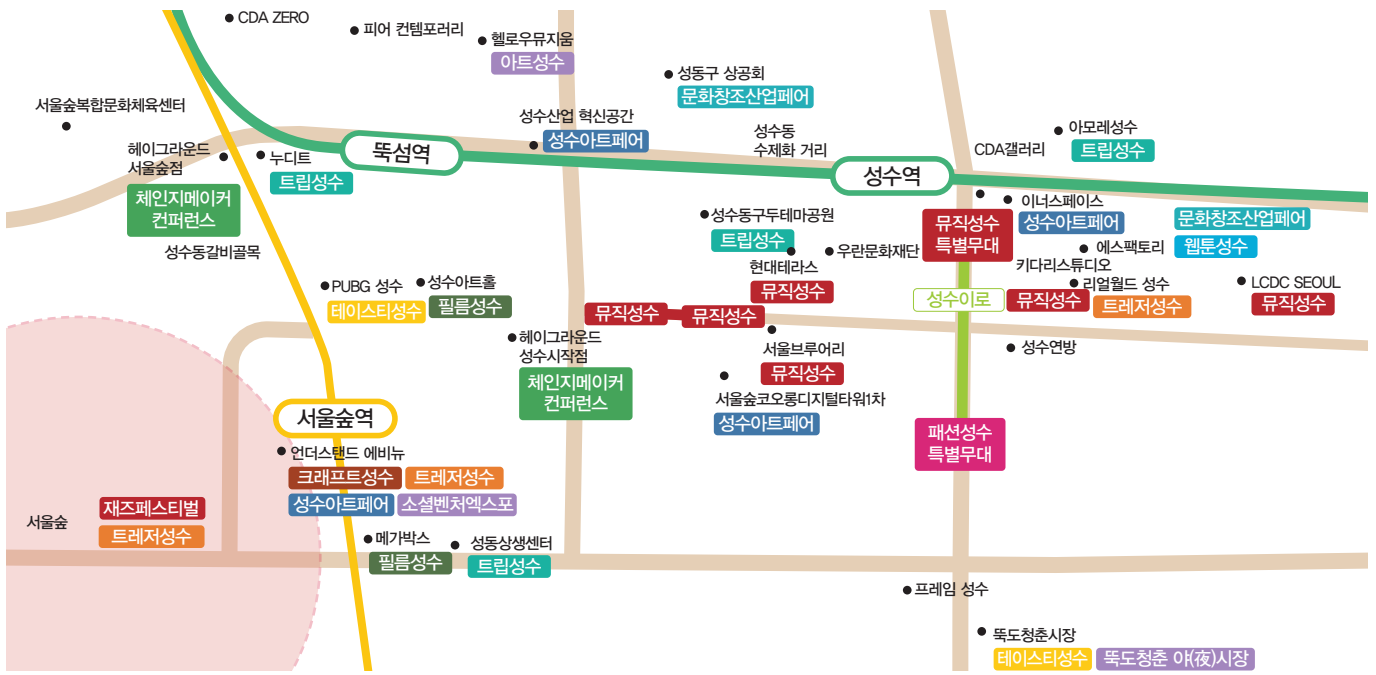 CDA ZERO
피어 컨템포러리
헬로우뮤지움
아트성수
성동구 상공회
문화창조산업페어
서울숲복합문화체육센터
성수산업 혁신공간
성수아트페어
성수동
수제화 거리
아모레성수
트립성수
CDA갤러리
헤이그라운드
서울숲점
체인지메이커
컨퍼런스
누디트
트립성수
뚝섬역
성수역
성수동갈비골목
성수동구두테마공원
트립성수
우란문화재단
현대테라스
뮤직성수
뮤직성수
특별무대
이너스페이스
성수아트페어
문화창조산업페어
에스팩토리
웹툰성수
키다리스튜디오
뮤직성수
리얼월드 성수
트레저성수
LCDC SEOUL
뮤직성수
성수이로
PUBG 성수
테이스티성수
성수아트홀
필름성수
뮤직성수
뮤직성수
헤이그라운드
성수시작점
체인지메이커
컨퍼런스
서울브루어리
뮤직성수
성수연방
서울숲코오롱디지털타워1차
성수아트페어
패션성수
특별무대
서울숲역
언더스탠드 에비뉴
크래프트성수
트레저성수
성수아트페어
소셜벤처엑스포
서울숲
재즈페스티벌
트레저성수
메가박스
필름성수
성동상생센터
트립성수
프레임 성수
뚝도청춘시장
테이스티성수
뚝도청춘 야(夜)시장